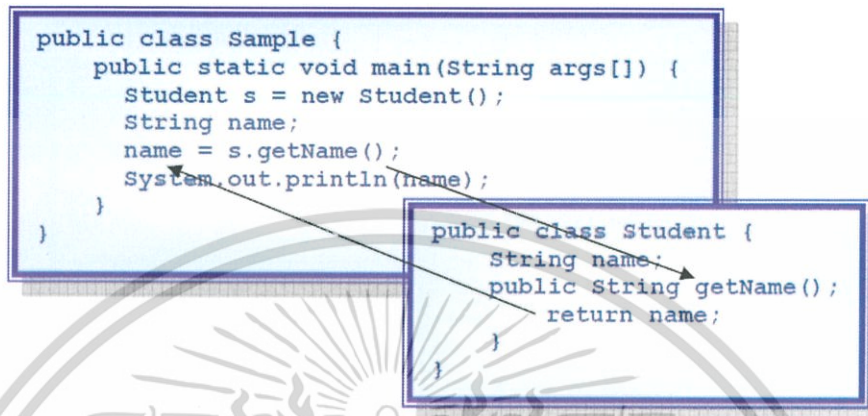 public class Sample {
public static void main(String args[]) {
Student s = new Student();
String name;
name = s.getName();
System.out.println(name);
}
}
public class Student {
String name;
public String getName();
return name;
}
}